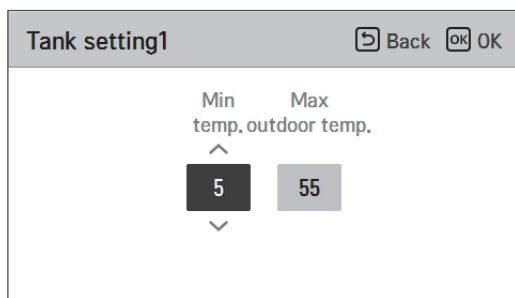 Tank setting1
Back OK OK
Min Max
temp. outdoor temp.
5 55